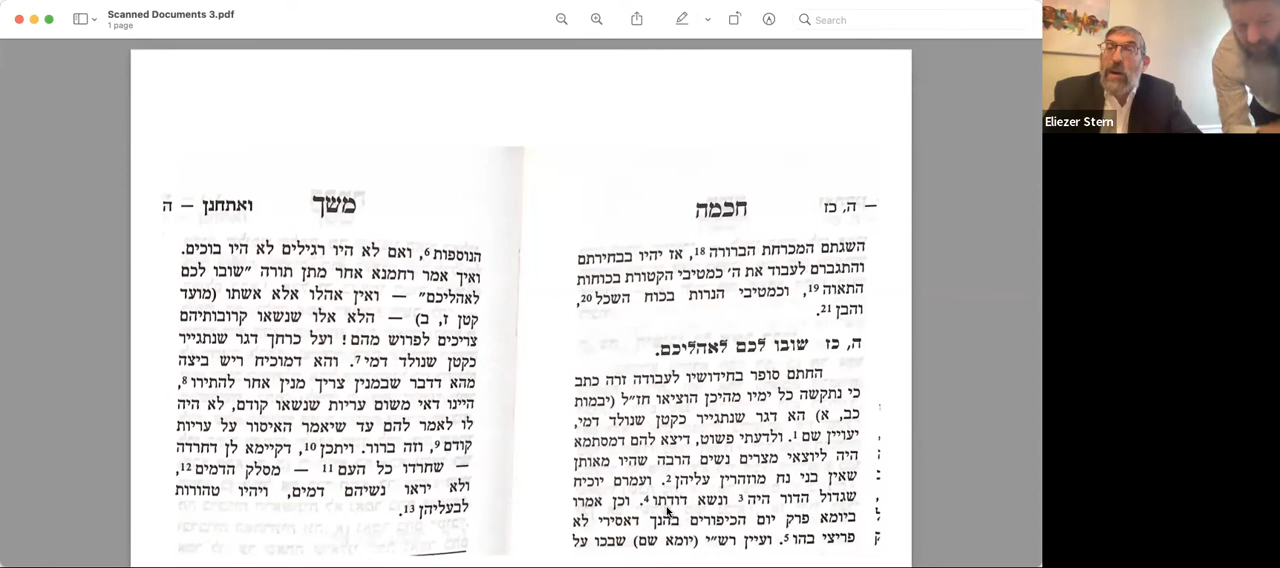 Scanned Documents 3.pdf
1 page
Search
Eliezer Stern
— ה, כז
חכמה
השגתם המכרחת הברורה 18, אז יהיו בבחירתם
והתגברם לעבוד את ה׳ כמטיבי הקטורת בכוחות
התאוה 19, וכמטיבי הנרות בכוח השכל 20,
והבן 21.
ה, כז שובו לכם לאהליכם.
החתם סופר בחידושיו לעבודה זרה כתב
כי נתקשה כל ימיו מהיכן הוציאו חז״ל (יבמות
כב, א) הא דגר שנתגייר כקטן שנולד דמי,
יעויין שם 1. ולדעתי פשוט, דיצא להם דמסתמא
היה ליוצאי מצרים נשים הרבה שהיו מאותן
שאין בני נח מוזהרין עליהן 2. ועמרם יוכיח
שגדול הדור היה 3 ונשא דודתו 4. וכן אמרו
ביומא פרק יום הכיפורים בהנך דאסירי לא
פריצי בהו 5. ועיין רש״י (יומא שם) שבכו על
משך
ואתחנן — ה
הנוספות 6, ואם לא היו רגילים לא היו בוכים.
ואיך אמר רחמנא אחר מתן תורה ״שובו לכם
לאהליכם״ — ואין אהלו אלא אשתו (מועד
קטן ז, ב) — הלא אלו שנשאו קרובותיהם
צריכים לפרוש מהם! ועל כרחך דגר שנתגייר
כקטן שנולד דמי 7. והא דמוכיח ריש ביצה
מהא דדבר שבמנין צריך מנין אחר להתירו 8,
היינו דאי משום עריות שנשאו קודם, לא היה
לו לאמר להם עד שיאמר האיסור על עריות
קודם 9, וזה ברור. ויתכן 10, דקיימא לן דחרדה
— שחרדו כל העם 11 — מסלק הדמים 12,
ולא יראו נשיהם דמים, ויהיו טהורות
לבעליהן 13.